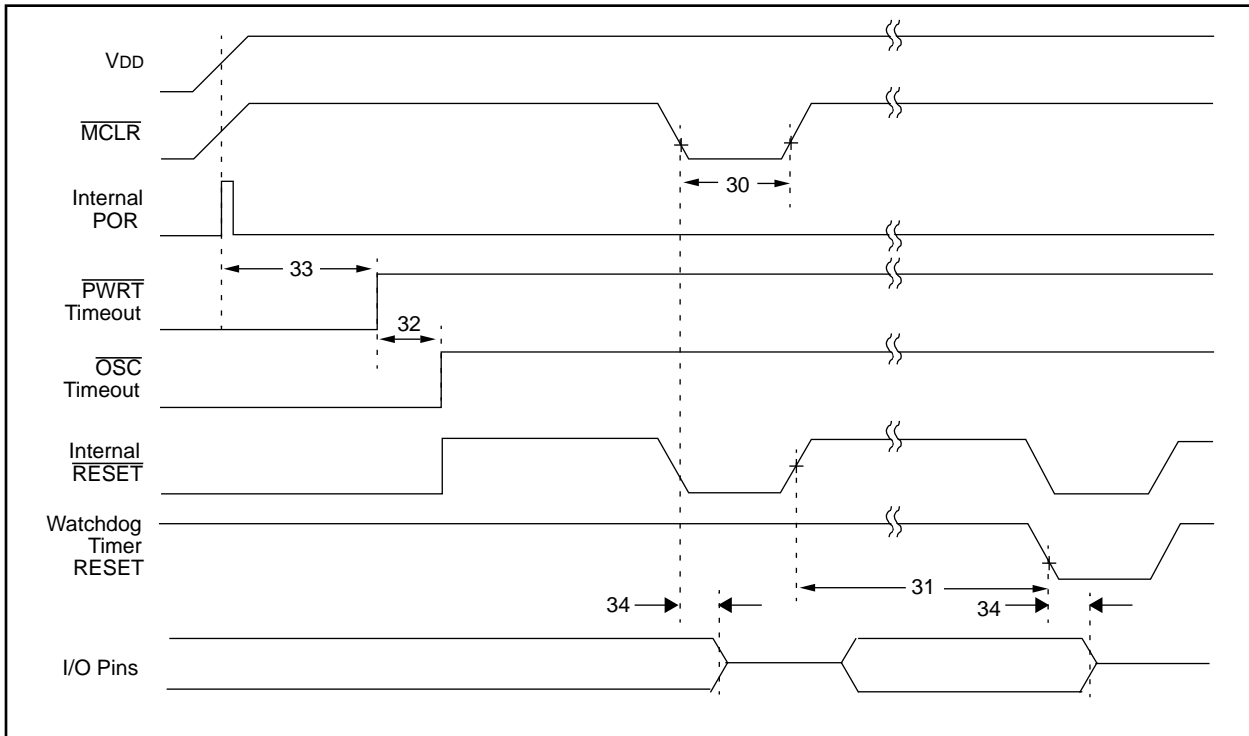 VDD
MCLR
Internal
POR
30
33
PWRT
Timeout
32
OSC
Timeout
Internal
RESET
Watchdog
Timer
RESET
31
34
34
I/O Pins